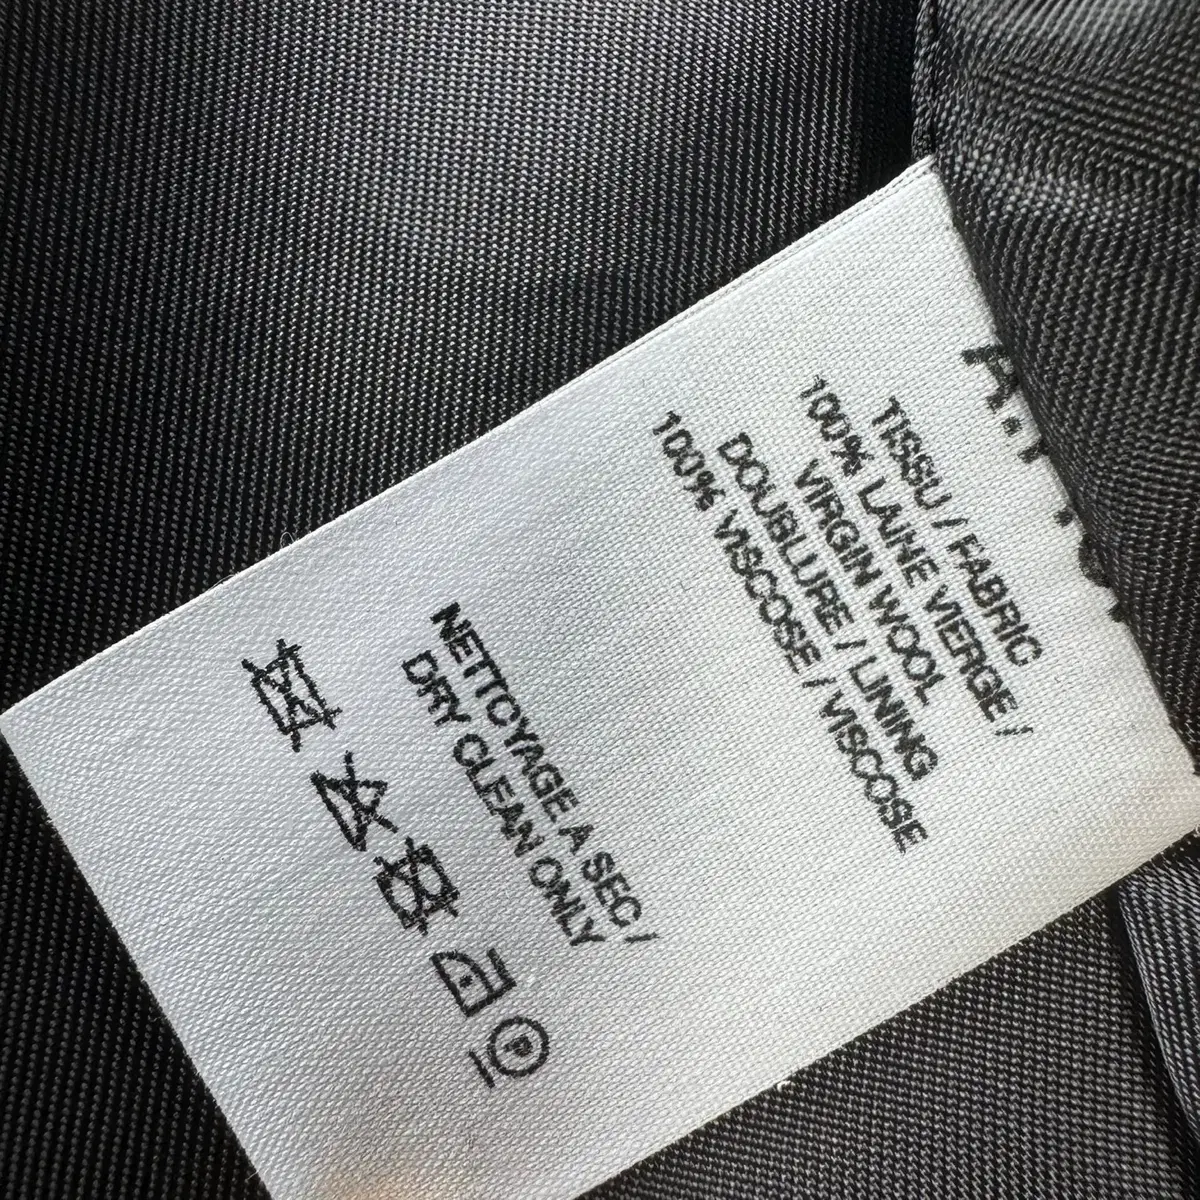 TISSU / FABRIC
100% LAINE VIERGE /
VIRGIN WOOL
DOUBLURE / LINING
100% VISCOSE / VISCOSE
NETTOYAGE A SEC /
DRY CLEAN ONLY
P